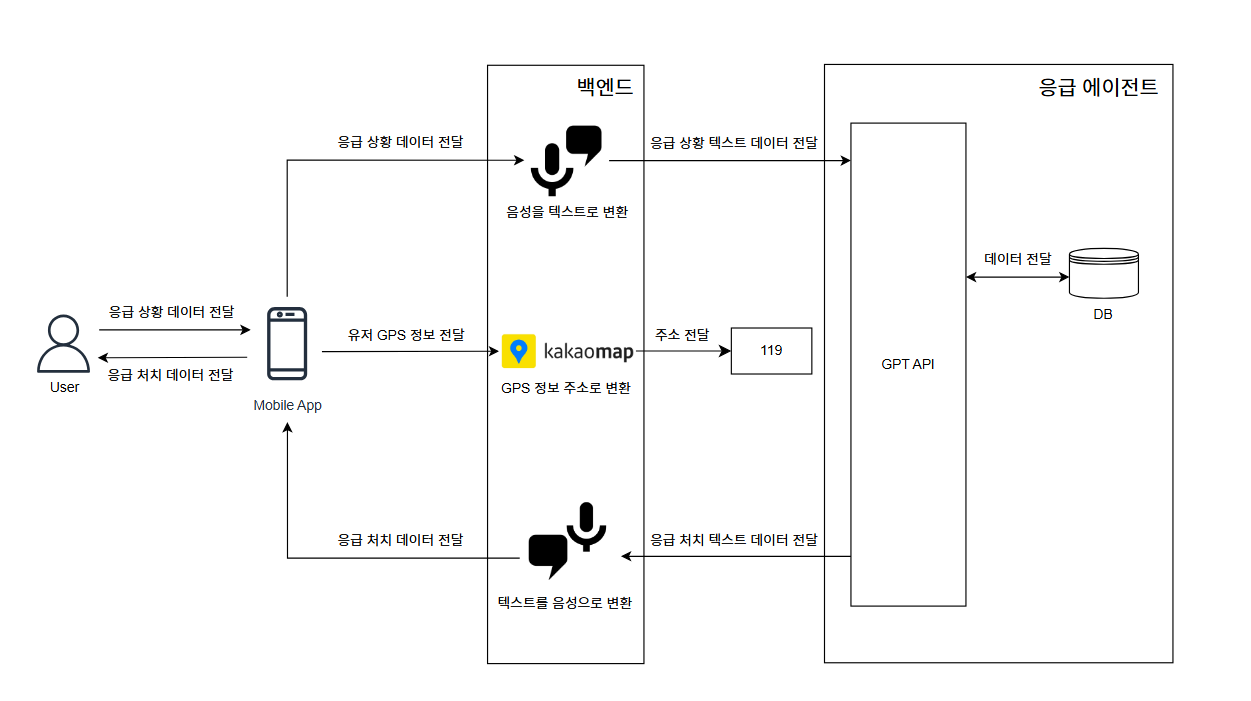 백엔드
응급 에이전트
응급 상황 데이터 전달
응급 상황 텍스트 데이터 전달
음성을 텍스트로 변환
데이터 전달
DB
응급 상황 데이터 전달
유저 GPS 정보 전달
kakaomap
주소 전달
119
응급 처치 데이터 전달
User
GPS 정보 주소로 변환
GPT API
Mobile App
응급 처치 데이터 전달
응급 처치 텍스트 데이터 전달
텍스트를 음성으로 변환